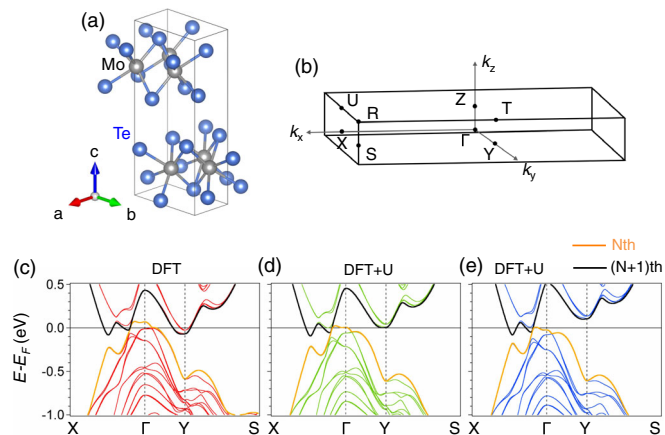 (a)
Mo
Te
c
a
b
(b)
k_z
U
R
Z
T
k_x
X
S
Γ
Y
k_y
Nth
(N+1)th
(c) DFT
(d) DFT+U
(e) DFT+U
E-E_F (eV)
0.5
0.0
-0.5
-1.0
X Γ Y S
X Γ Y S
X Γ Y S